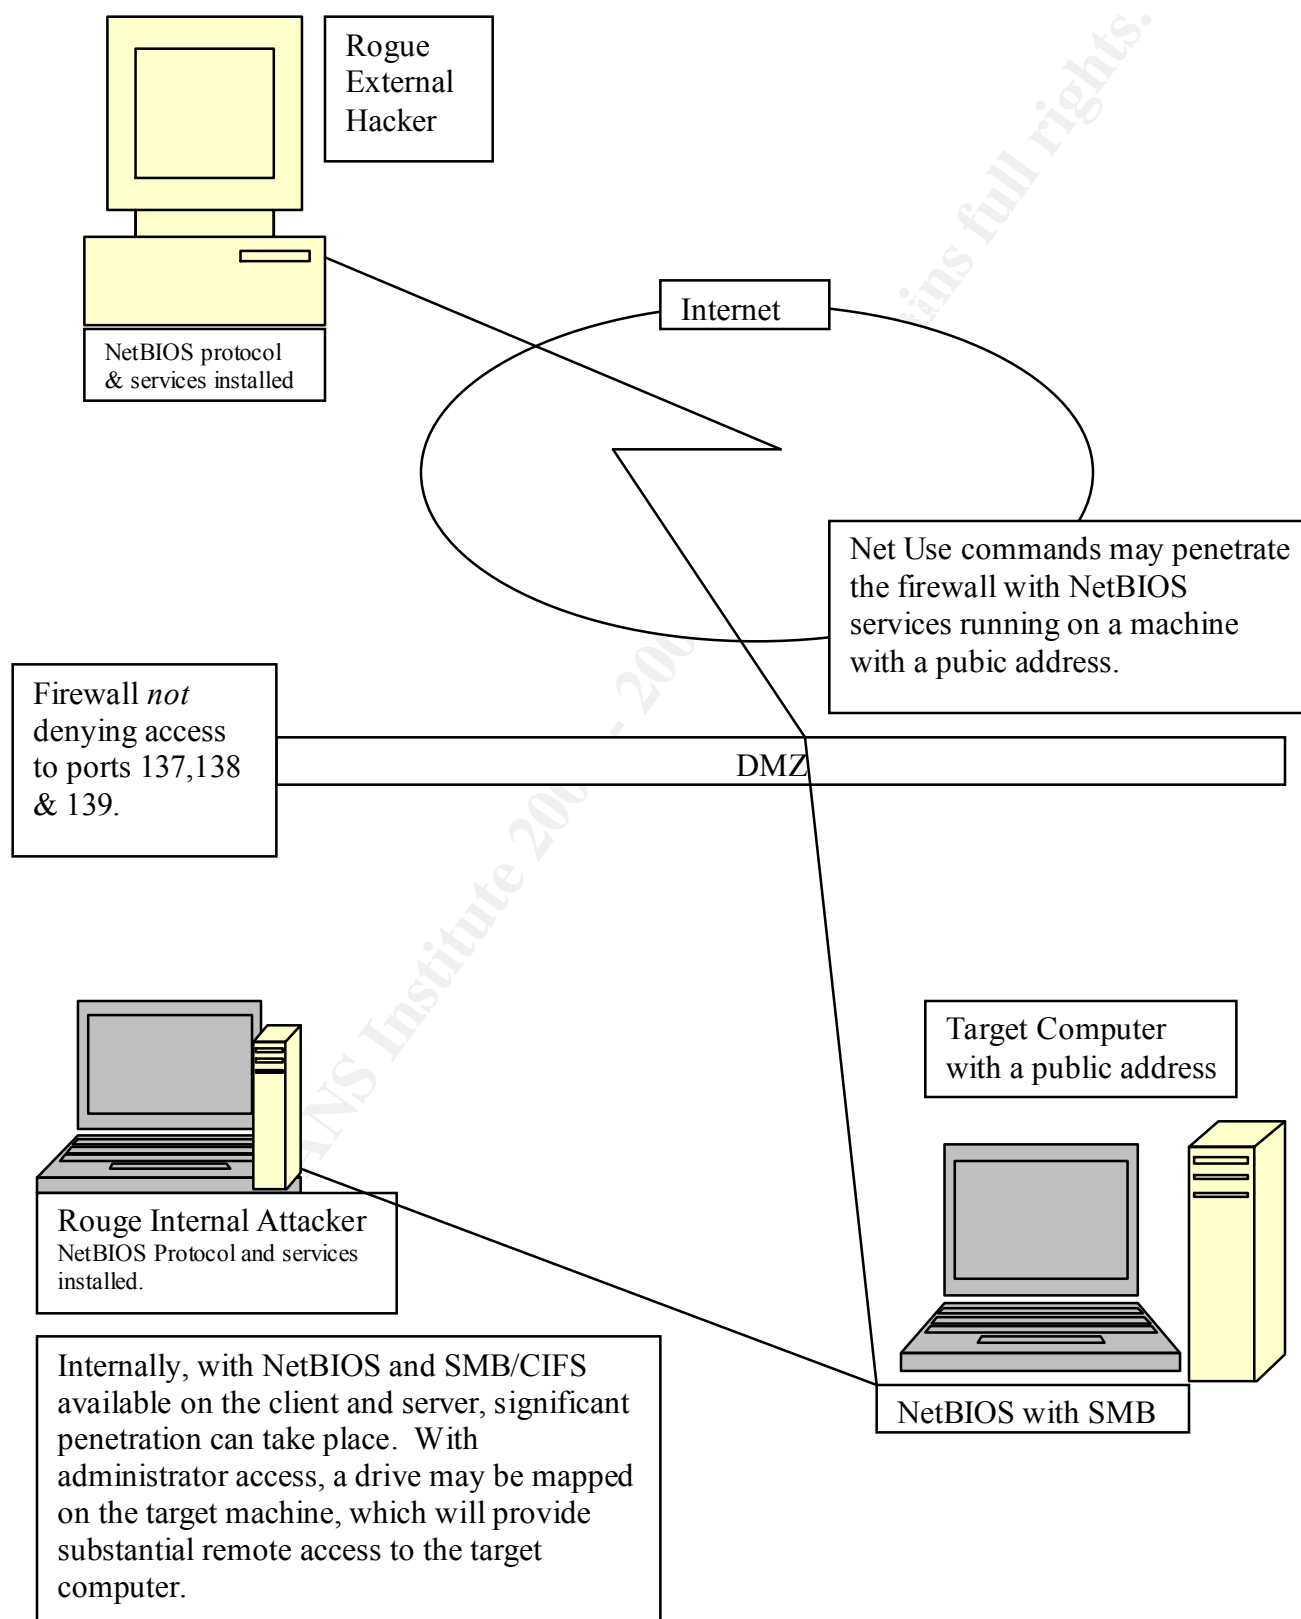 Rogue
External
Hacker
NetBIOS protocol
& services installed
Internet
Net Use commands may penetrate
the firewall with NetBIOS
services running on a machine
with a pubic address.
Firewall not
denying access
to ports 137,138
& 139.
DMZ
Target Computer
with a public address
Rouge Internal Attacker
NetBIOS Protocol and services
installed.
NetBIOS with SMB
Internally, with NetBIOS and SMB/CIFS
available on the client and server, significant
penetration can take place. With
administrator access, a drive may be mapped
on the target machine, which will provide
substantial remote access to the target
computer.
Institute
full rights.